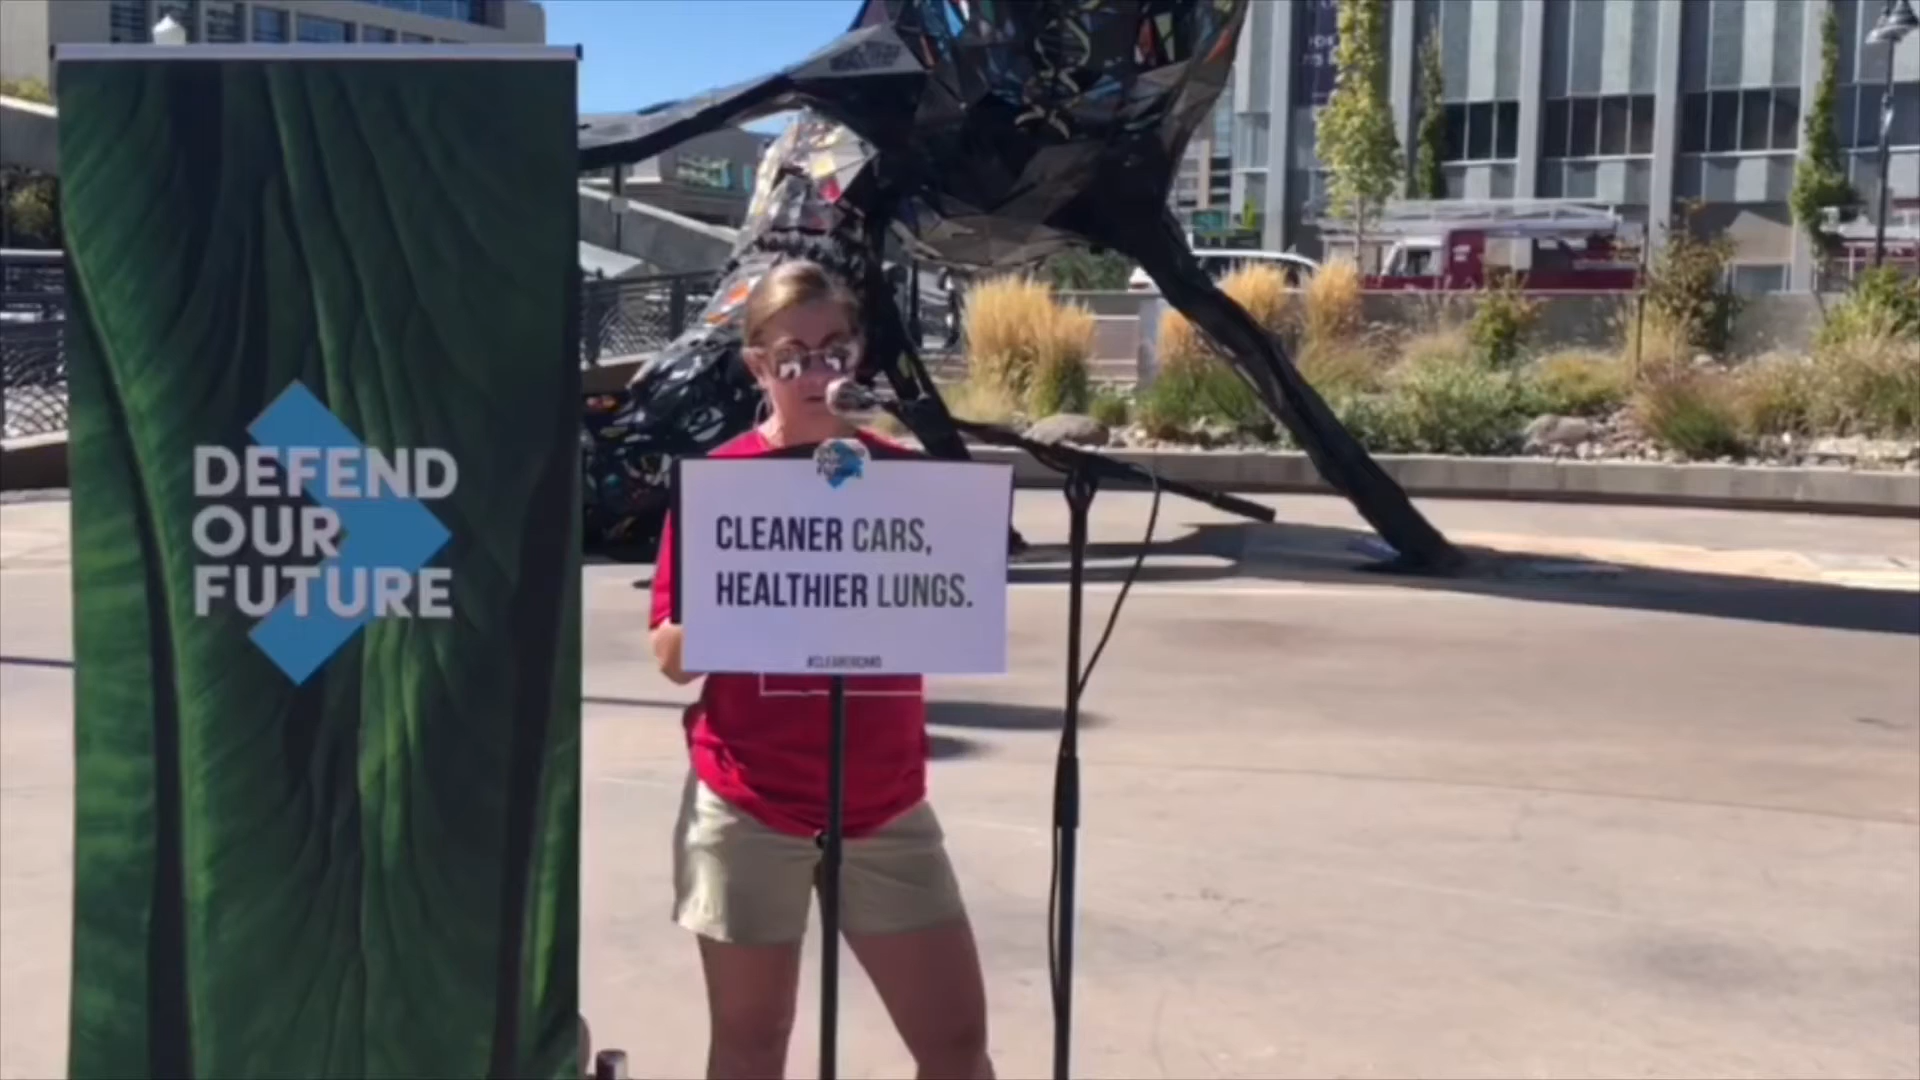 DEFEND
OUR
FUTURE
CLEANER CARS,
HEALTHIER LUNGS.